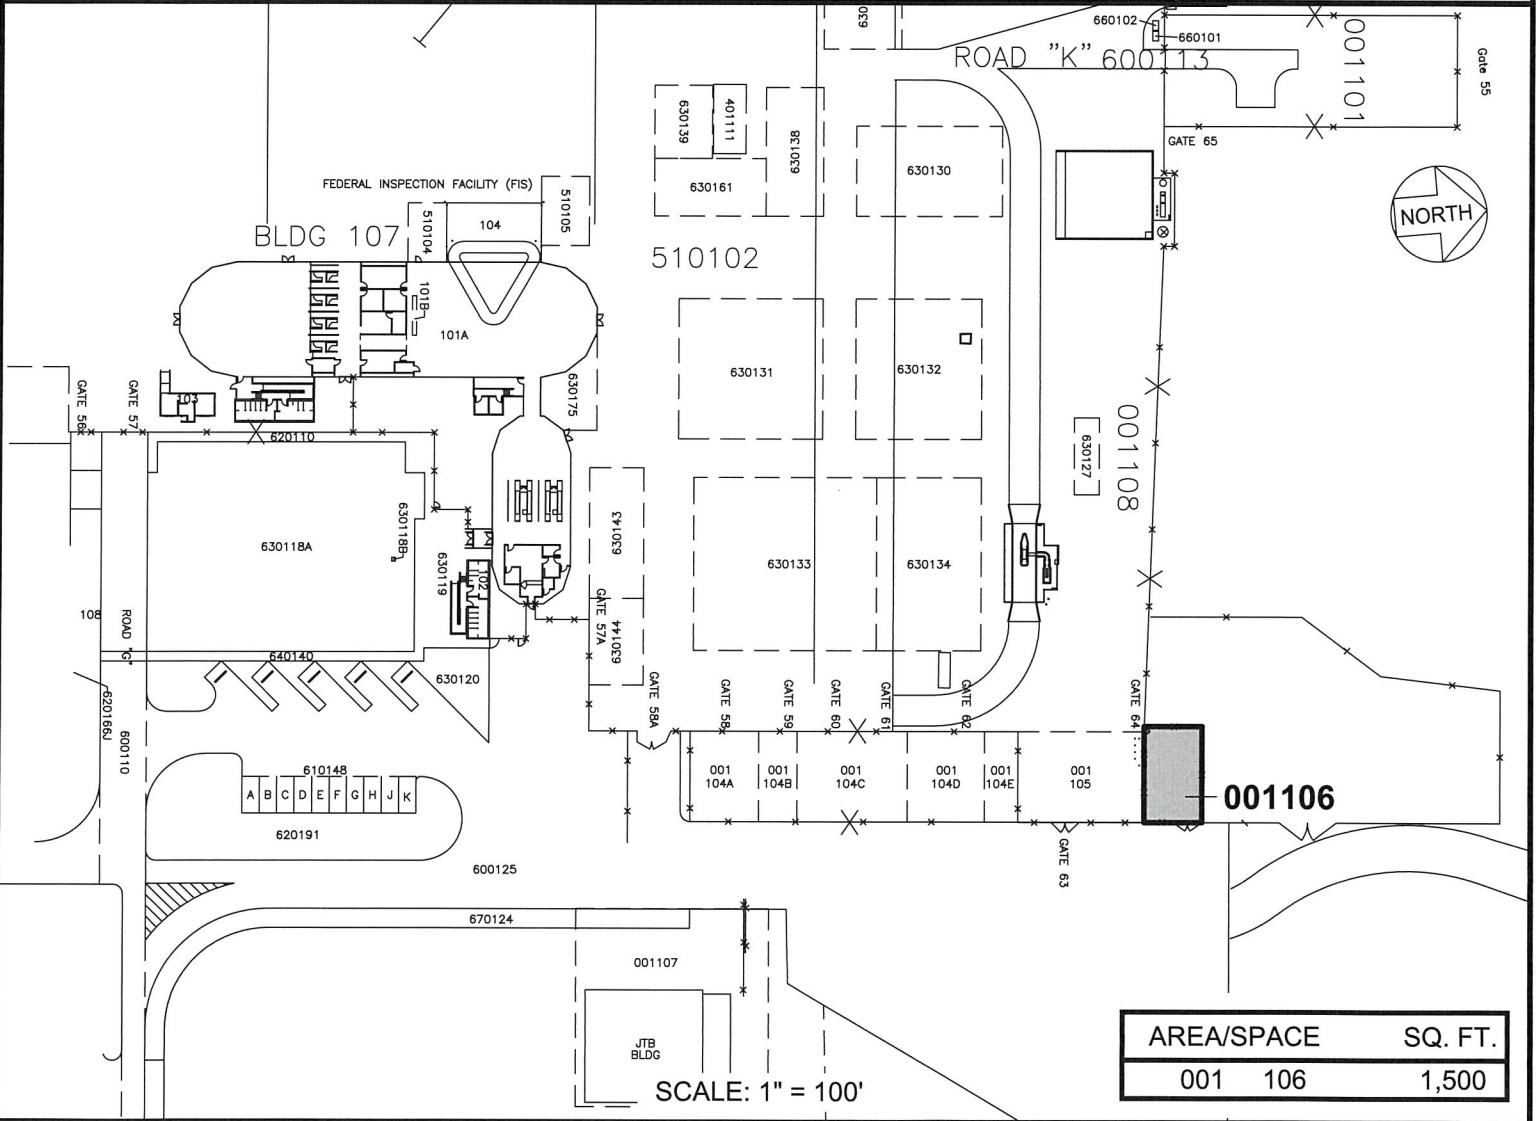 630
660102
660101
ROAD "K" 600113
001101
Gate 55
GATE 65
630139
401111
630138
630161
630130
FEDERAL INSPECTION FACILITY (FIS)
510105
510104
104
BLDG 107
510102
NORTH
101B
101A
630131
630132
630175
GATE 56
GATE 57
103
620110
001108
630127
630118A
630118B
630119
102
630143
630133
630134
108
ROAD "G"
GATE 57A
630144
640140
630120
620166J
600110
GATE 58A
GATE 58
GATE 59
GATE 60
GATE 61
GATE 62
GATE 64
610148
A B C D E F G H J K
620191
001
104A
001
104B
001
104C
001
104D
001
104E
001
105
001106
GATE 63
600125
670124
001107
JTB
BLDG
SCALE: 1" = 100'
AREA/SPACE SQ. FT.
001 106 1,500